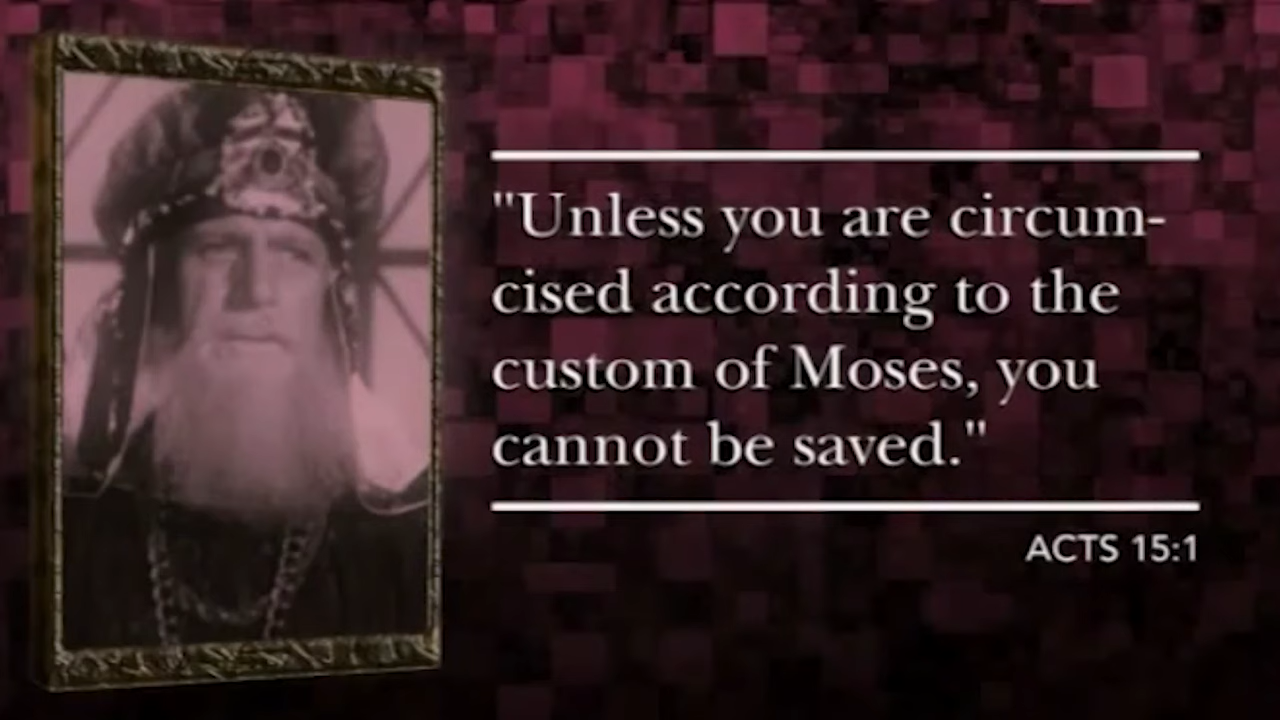 "Unless you are circum-
cised according to the
custom of Moses, you
cannot be saved."
ACTS 15:1